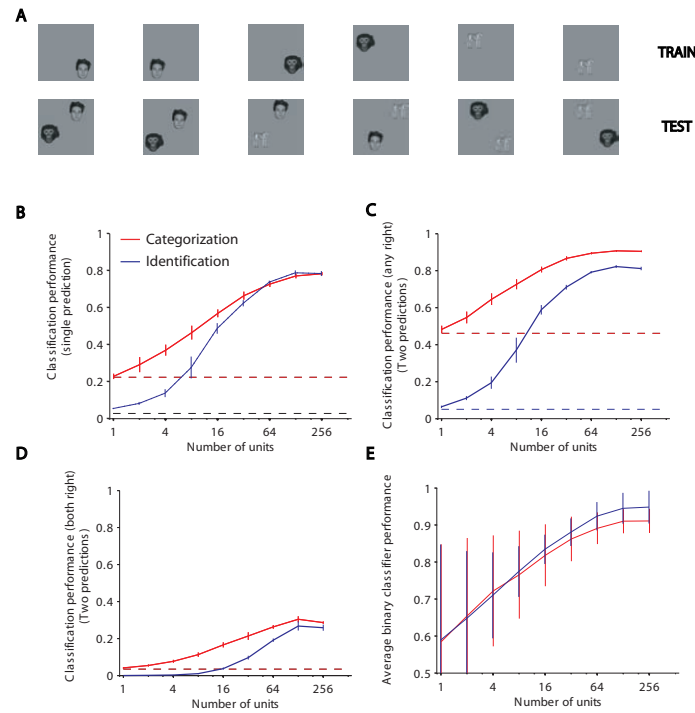 A
TRAIN
TEST
B
Categorization
Identification
Classification performance
(single prediction)
1
0.8
0.6
0.4
0.2
0
1 4 16 64 256
Number of units
C
Classification performance (any right)
(Two predictions)
1
0.8
0.6
0.4
0.2
0
1 4 16 64 256
Number of units
D
Classification performance (both right)
(Two predictions)
1
0.8
0.6
0.4
0.2
0
1 4 16 64 256
Number of units
E
Average binary classifier performance
1
0.9
0.8
0.7
0.6
0.5
1 4 16 64 256
Number of units